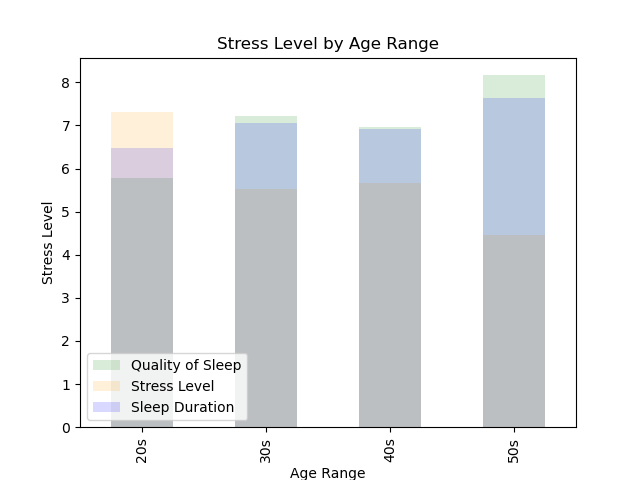 Stress Level by Age Range
Stress Level
8
7
6
5
4
3
2
1
0
Quality of Sleep
Stress Level
Sleep Duration
20s
30s
40s
50s
Age Range